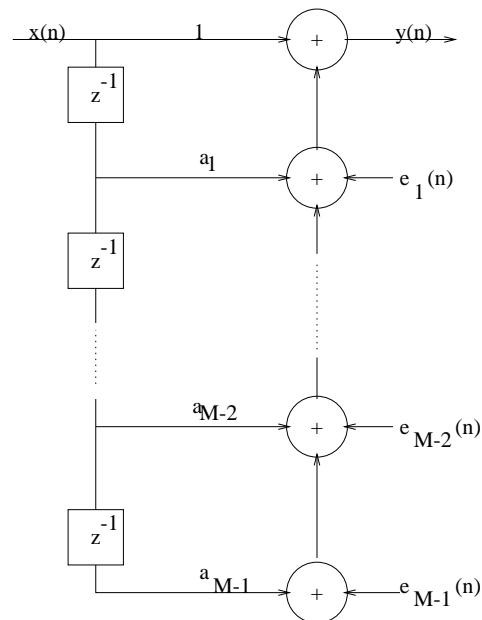 x(n) 1 + y(n)
z^-1
a_1 + e_1(n)
z^-1
a_M-2 + e_M-2(n)
z^-1
a_M-1 + e_M-1(n)